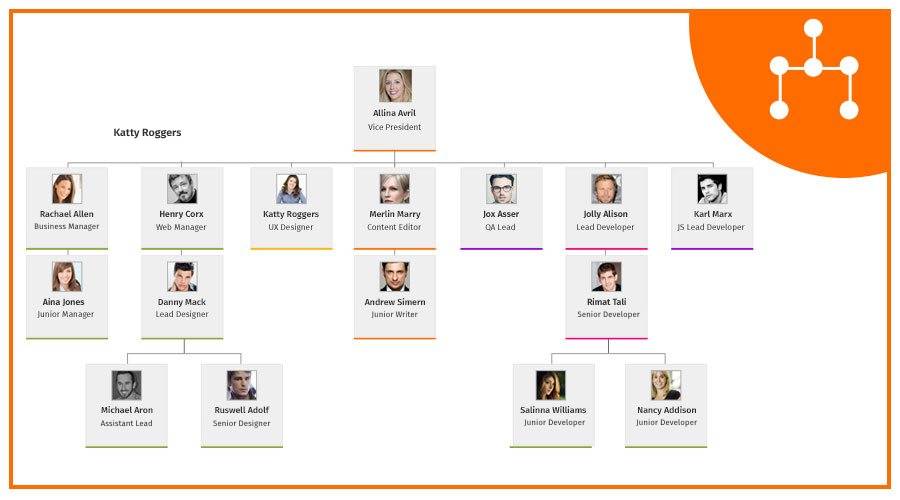 Allina Avril
Vice President
Katty Roggers
Rachael Allen
Business Manager
Henry Corx
Web Manager
Katty Roggers
UX Designer
Merlin Marry
Content Editor
Jox Asser
QA Lead
Jolly Alison
Lead Developer
Karl Marx
JS Lead Developer
Aina Jones
Junior Manager
Danny Mack
Lead Designer
Andrew Simern
Junior Writer
Rimat Tali
Senior Developer
Michael Aron
Assistant Lead
Ruswell Adolf
Senior Designer
Salinna Williams
Junior Developer
Nancy Addison
Junior Developer